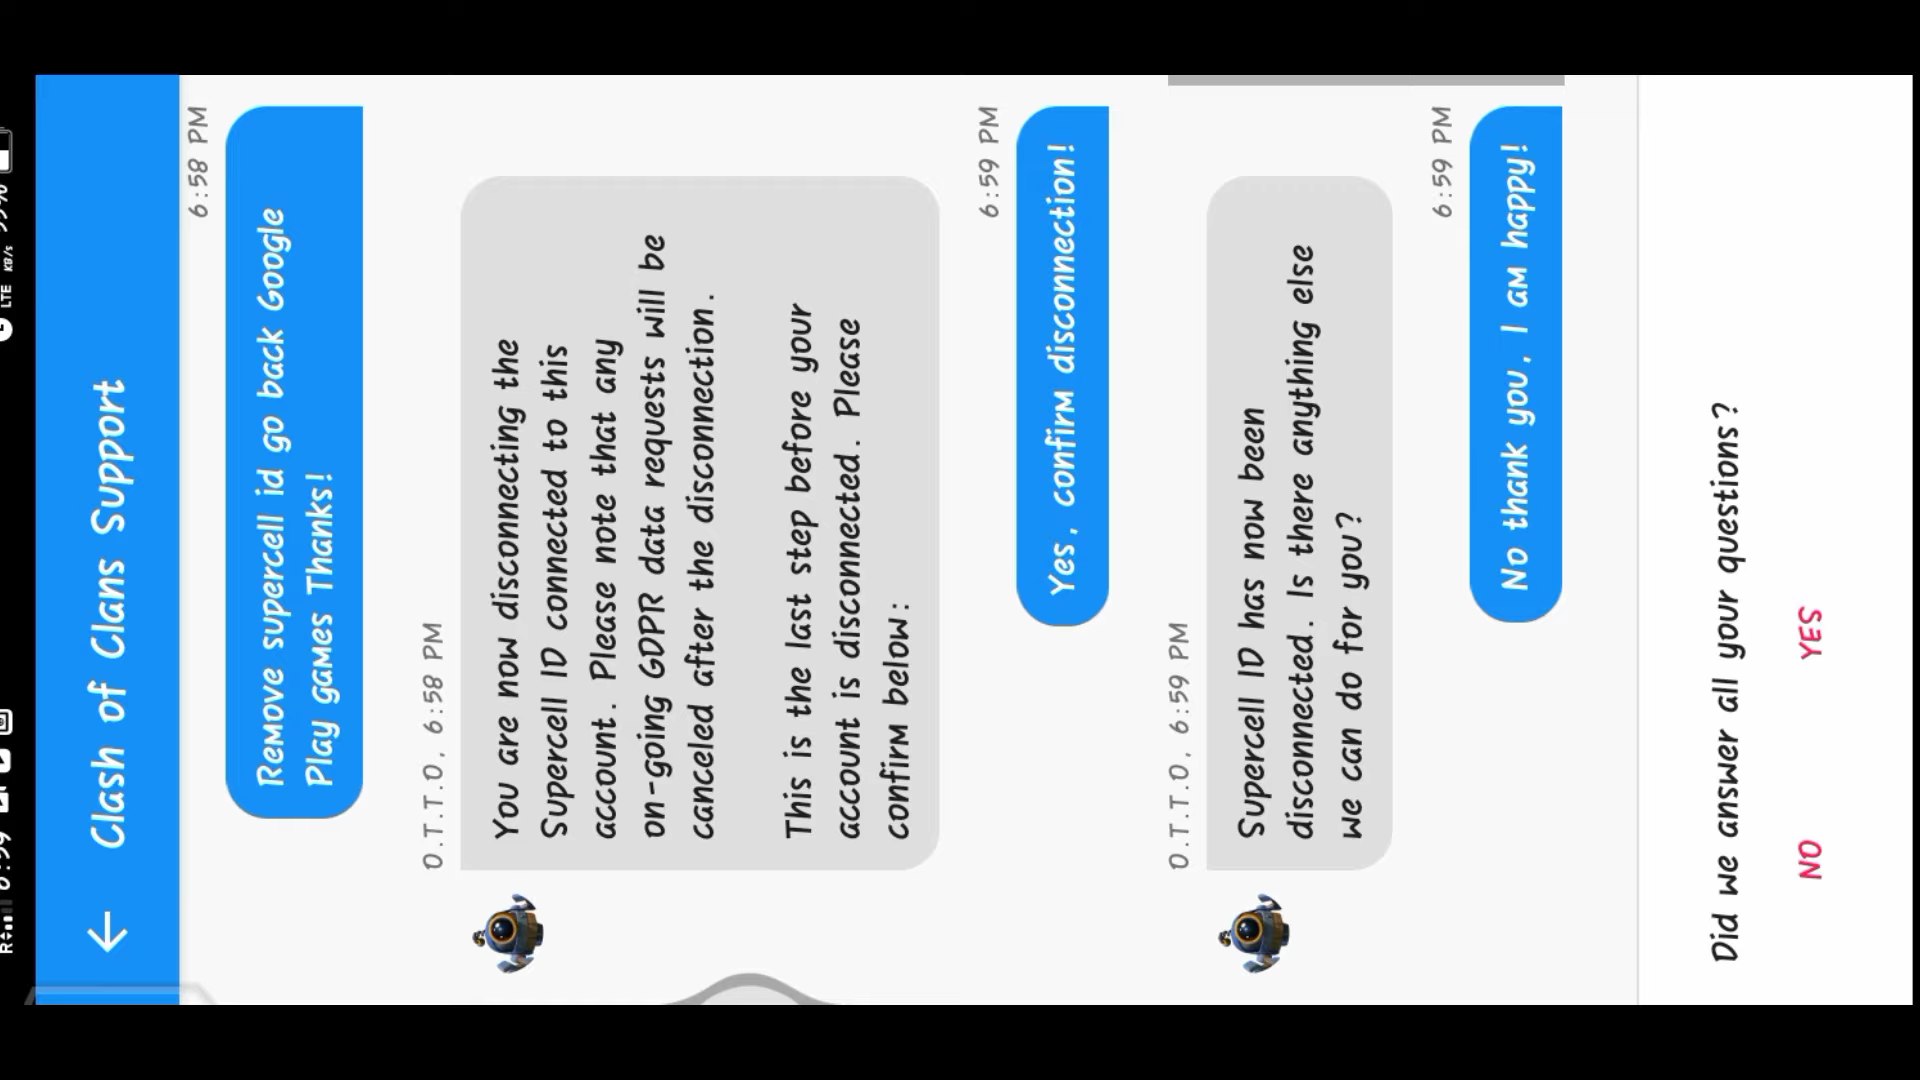 Clash of Clans Support
6:58 PM
Remove supercell id go back Google
Play games Thanks!
O.T.T.O, 6:58 PM
You are now disconnecting the
Supercell ID connected to this
account. Please note that any
on-going GDPR data requests will be
canceled after the disconnection.
This is the last step before your
account is disconnected. Please
confirm below:
6:59 PM
Yes, confirm disconnection!
O.T.T.O, 6:59 PM
Supercell ID has now been
disconnected. Is there anything else
we can do for you?
6:59 PM
No thank you, I am happy!
Did we answer all your questions?
NO YES